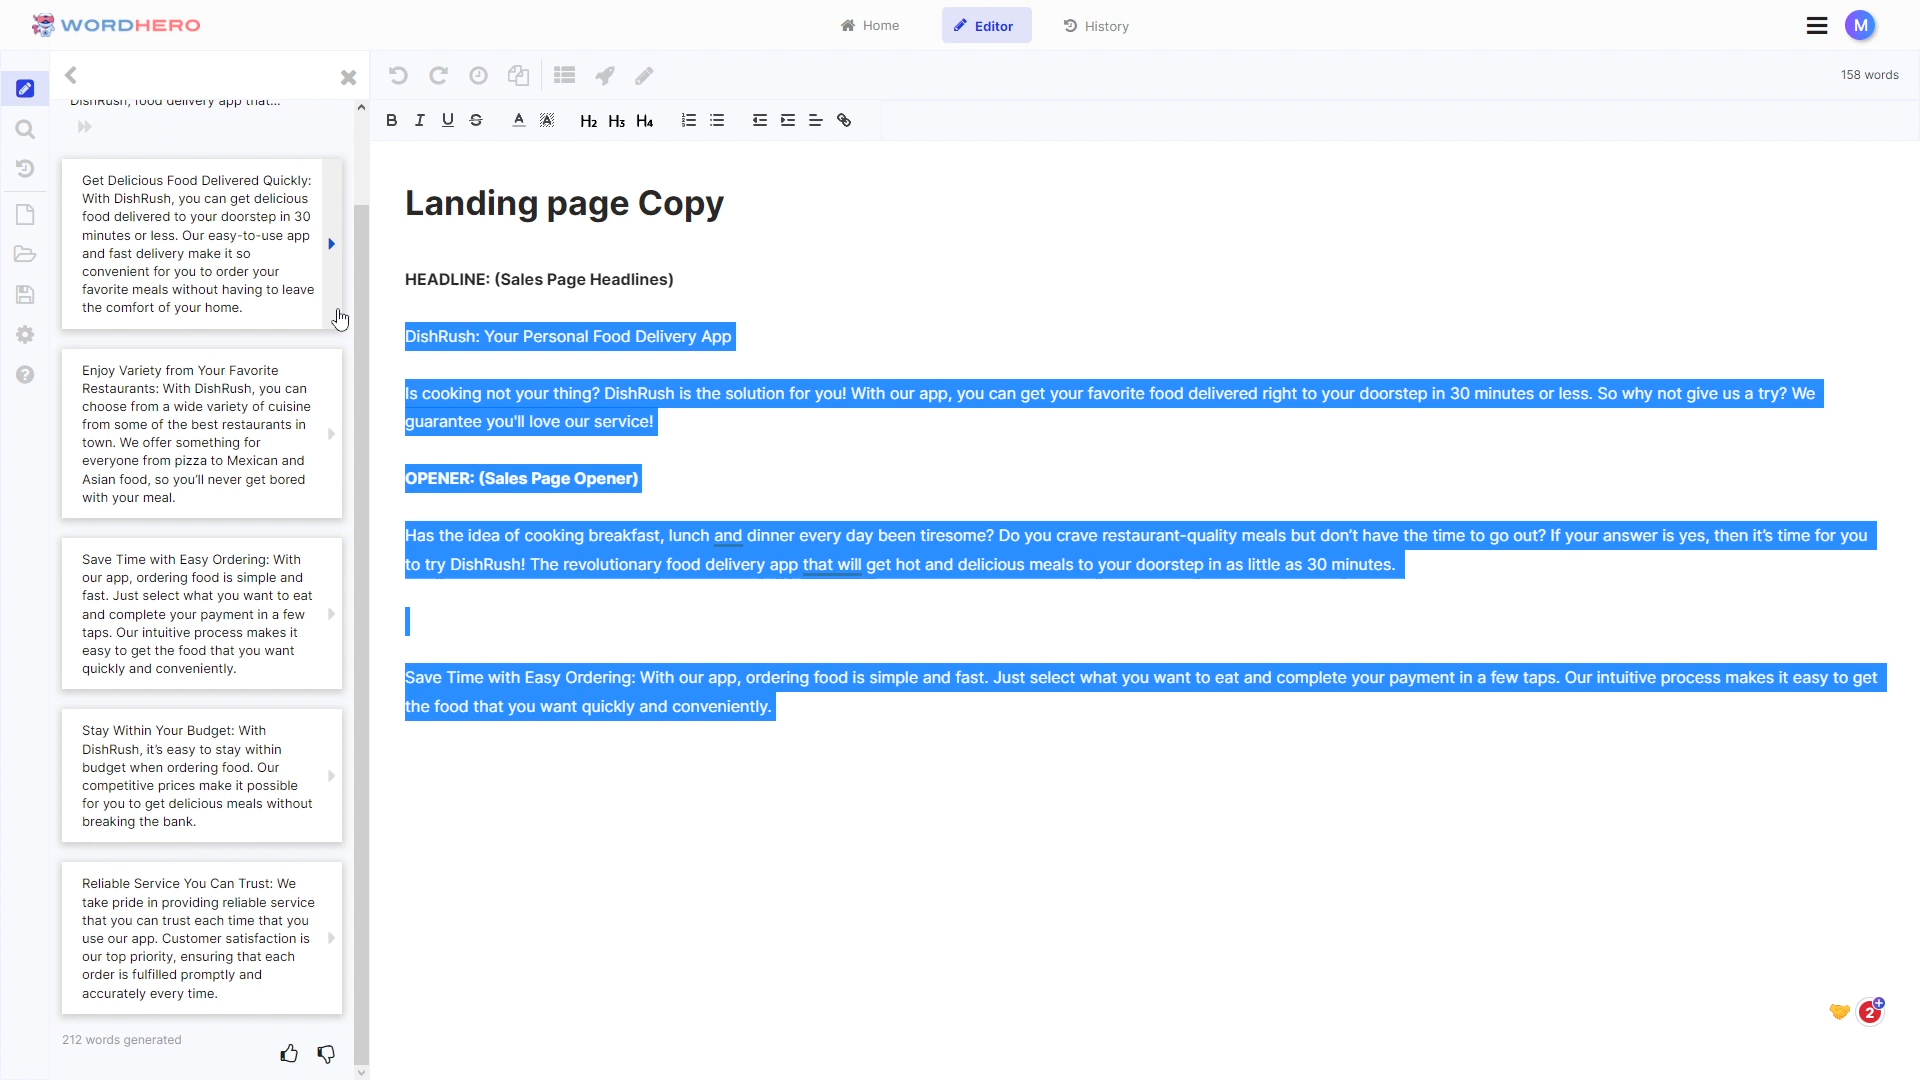 WORDHERO
Home
Editor
History
M
158 words
DishRush, food delivery app that...
B I U S A A H2 H3 H4
Get Delicious Food Delivered Quickly:
With DishRush, you can get delicious
food delivered to your doorstep in 30
minutes or less. Our easy-to-use app
and fast delivery make it so
convenient for you to order your
favorite meals without having to leave
the comfort of your home.
Enjoy Variety from Your Favorite
Restaurants: With DishRush, you can
choose from a wide variety of cuisine
from some of the best restaurants in
town. We offer something for
everyone from pizza to Mexican and
Asian food, so you'll never get bored
with your meal.
Save Time with Easy Ordering: With
our app, ordering food is simple and
fast. Just select what you want to eat
and complete your payment in a few
taps. Our intuitive process makes it
easy to get the food that you want
quickly and conveniently.
Stay Within Your Budget: With
DishRush, it's easy to stay within
budget when ordering food. Our
competitive prices make it possible
for you to get delicious meals without
breaking the bank.
Reliable Service You Can Trust: We
take pride in providing reliable service
that you can trust each time that you
use our app. Customer satisfaction is
our top priority, ensuring that each
order is fulfilled promptly and
accurately every time.
212 words generated
Landing page Copy
HEADLINE: (Sales Page Headlines)
DishRush: Your Personal Food Delivery App
Is cooking not your thing? DishRush is the solution for you! With our app, you can get your favorite food delivered right to your doorstep in 30 minutes or less. So why not give us a try? We
guarantee you'll love our service!
OPENER: (Sales Page Opener)
Has the idea of cooking breakfast, lunch and dinner every day been tiresome? Do you crave restaurant-quality meals but don't have the time to go out? If your answer is yes, then it's time for you
to try DishRush! The revolutionary food delivery app that will get hot and delicious meals to your doorstep in as little as 30 minutes.
Save Time with Easy Ordering: With our app, ordering food is simple and fast. Just select what you want to eat and complete your payment in a few taps. Our intuitive process makes it easy to get
the food that you want quickly and conveniently.
2